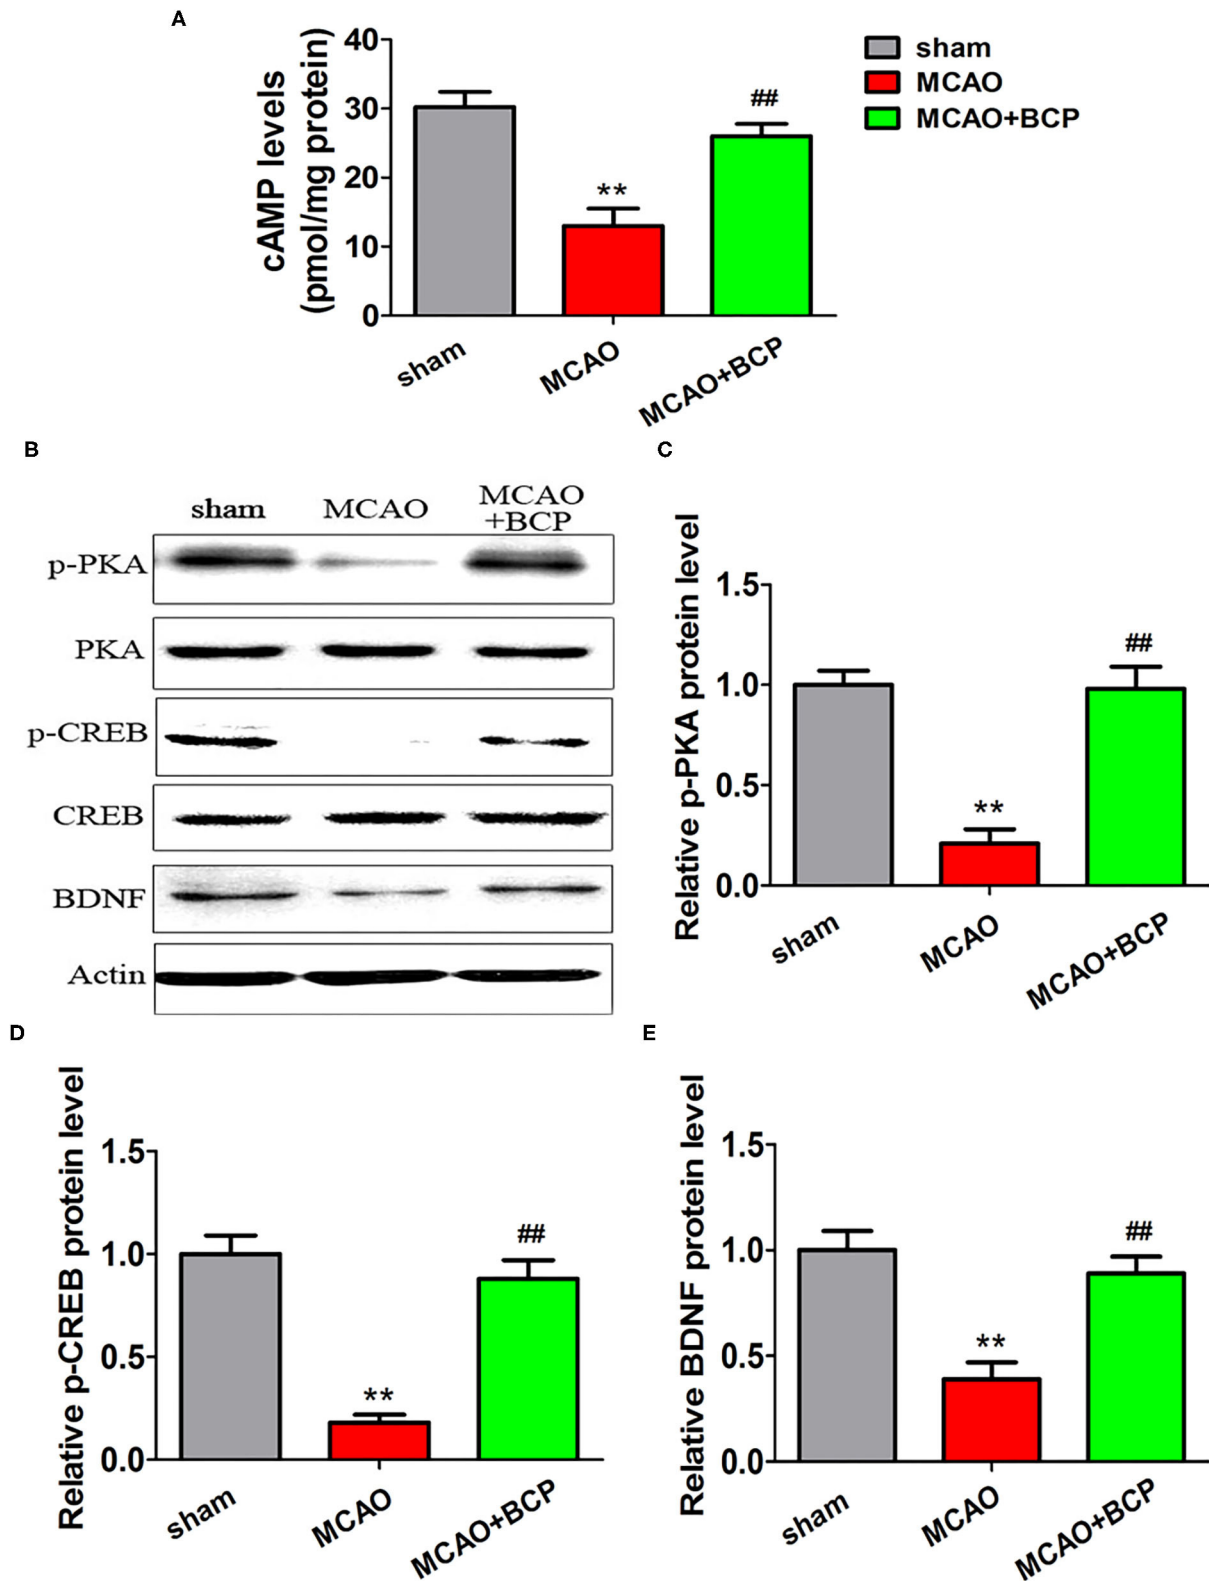 A
cAMP levels
(pmol/mg protein)
40
30
20
10
0
**
##
sham
MCAO
MCAO+BCP
sham
MCAO
MCAO+BCP
B
sham
MCAO
MCAO
+BCP
p-PKA
PKA
p-CREB
CREB
BDNF
Actin
C
Relative p-PKA protein level
1.5
1.0
0.5
0.0
**
##
sham
MCAO
MCAO+BCP
D
Relative p-CREB protein level
1.5
1.0
0.5
0.0
**
##
sham
MCAO
MCAO+BCP
E
Relative BDNF protein level
1.5
1.0
0.5
0.0
**
##
sham
MCAO
MCAO+BCP